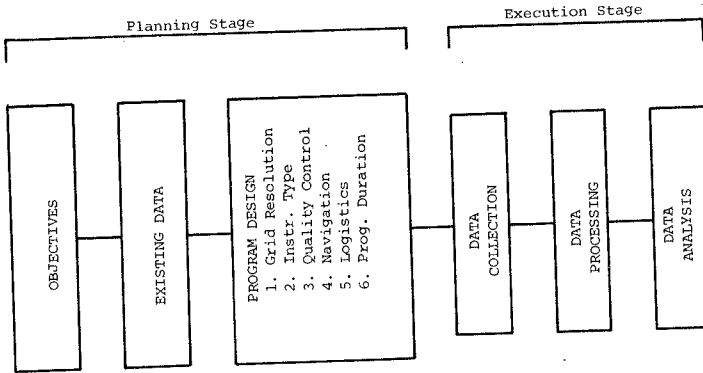 Planning Stage
Execution Stage
OBJECTIVES
EXISTING DATA
PROGRAM DESIGN
1. Grid Resolution
2. Instr. Type
3. Quality Control
4. Navigation
5. Logistics
6. Prog. Duration
DATA
COLLECTION
DATA
PROCESSING
DATA
ANALYSIS